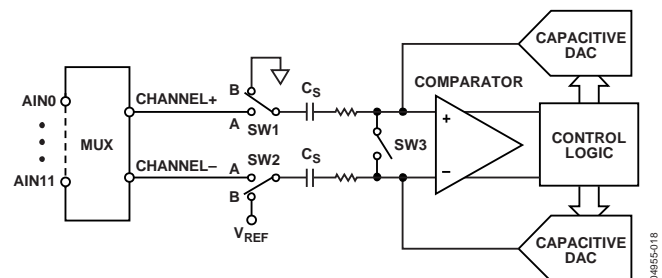 CAPACITIVE
DAC
B
CS
COMPARATOR
AIN0
CHANNEL+
A
SW1
+
MUX
SW3
CONTROL
LOGIC
CHANNEL–
A
SW2
CS
–
AIN11
B
VREF
CAPACITIVE
DAC
04955-018